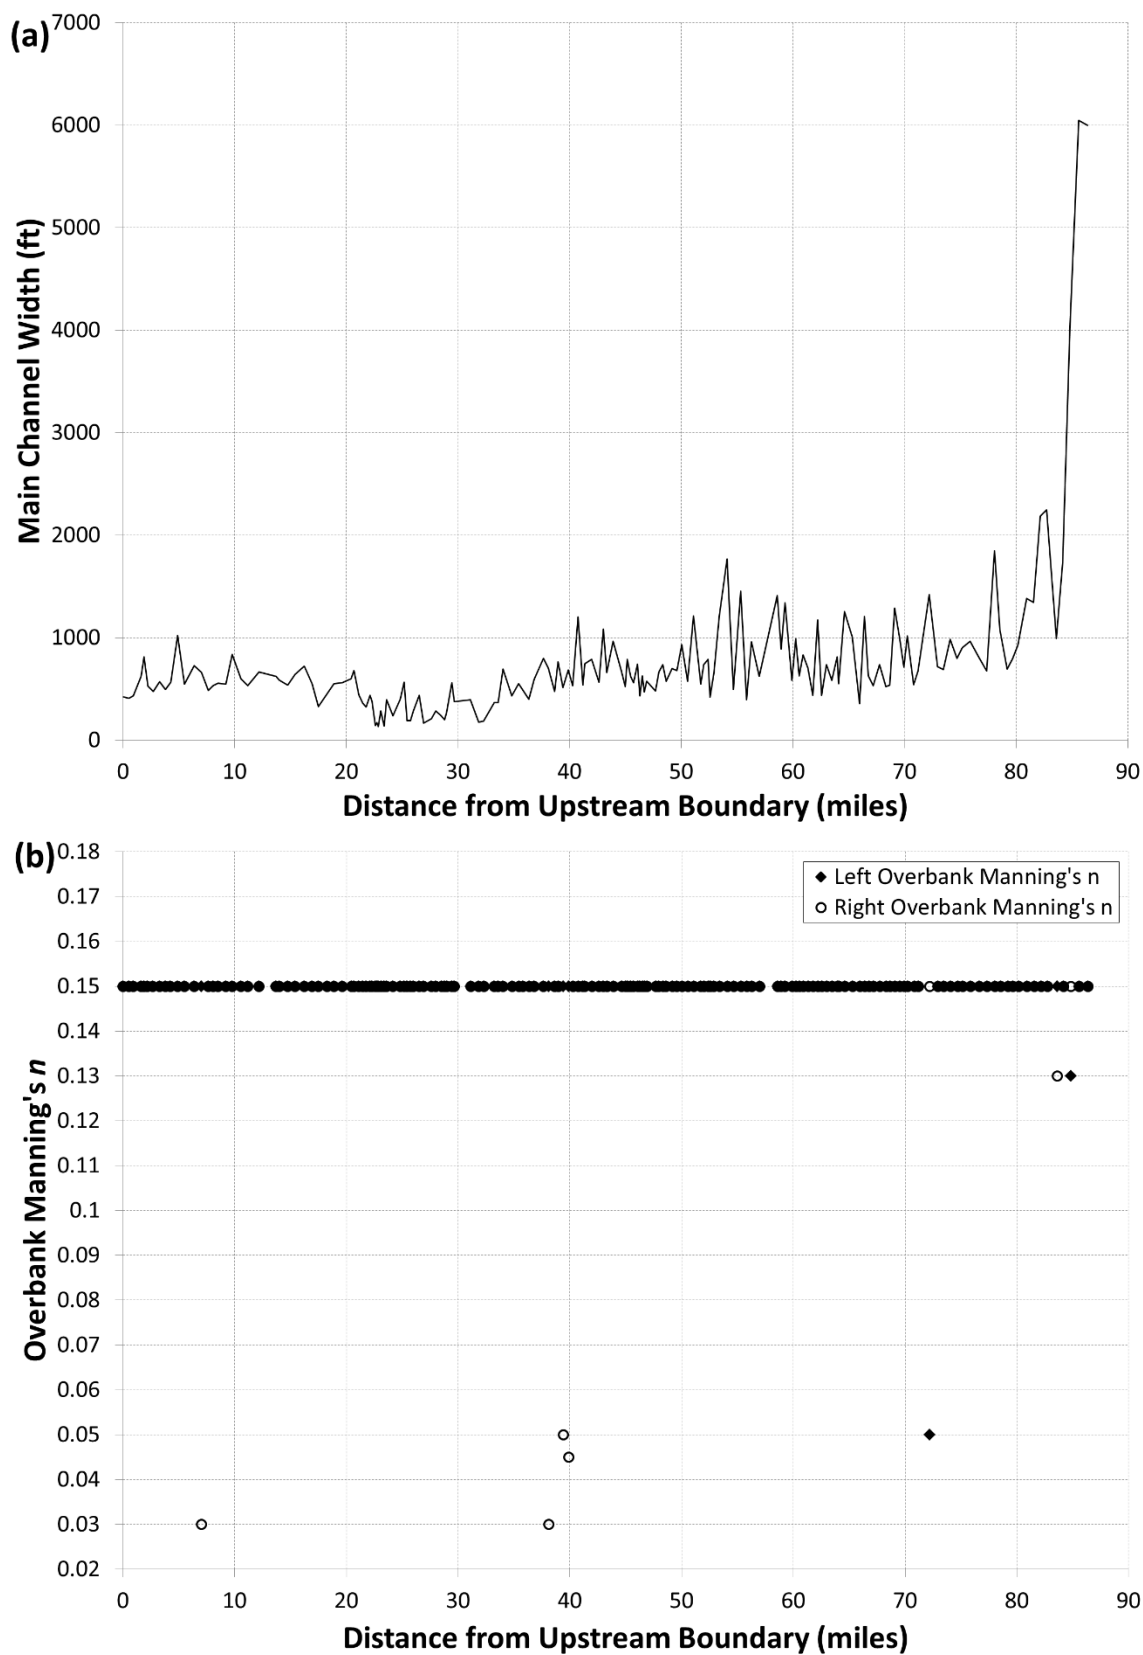 (a)
7000
6000
5000
4000
3000
2000
1000
0
Main Channel Width (ft)
0 10 20 30 40 50 60 70 80 90
Distance from Upstream Boundary (miles)
(b)
0.18
0.17
0.16
0.15
0.14
0.13
0.12
0.11
0.1
0.09
0.08
0.07
0.06
0.05
0.04
0.03
0.02
Overbank Manning's n
Left Overbank Manning's n
Right Overbank Manning's n
0 10 20 30 40 50 60 70 80 90
Distance from Upstream Boundary (miles)